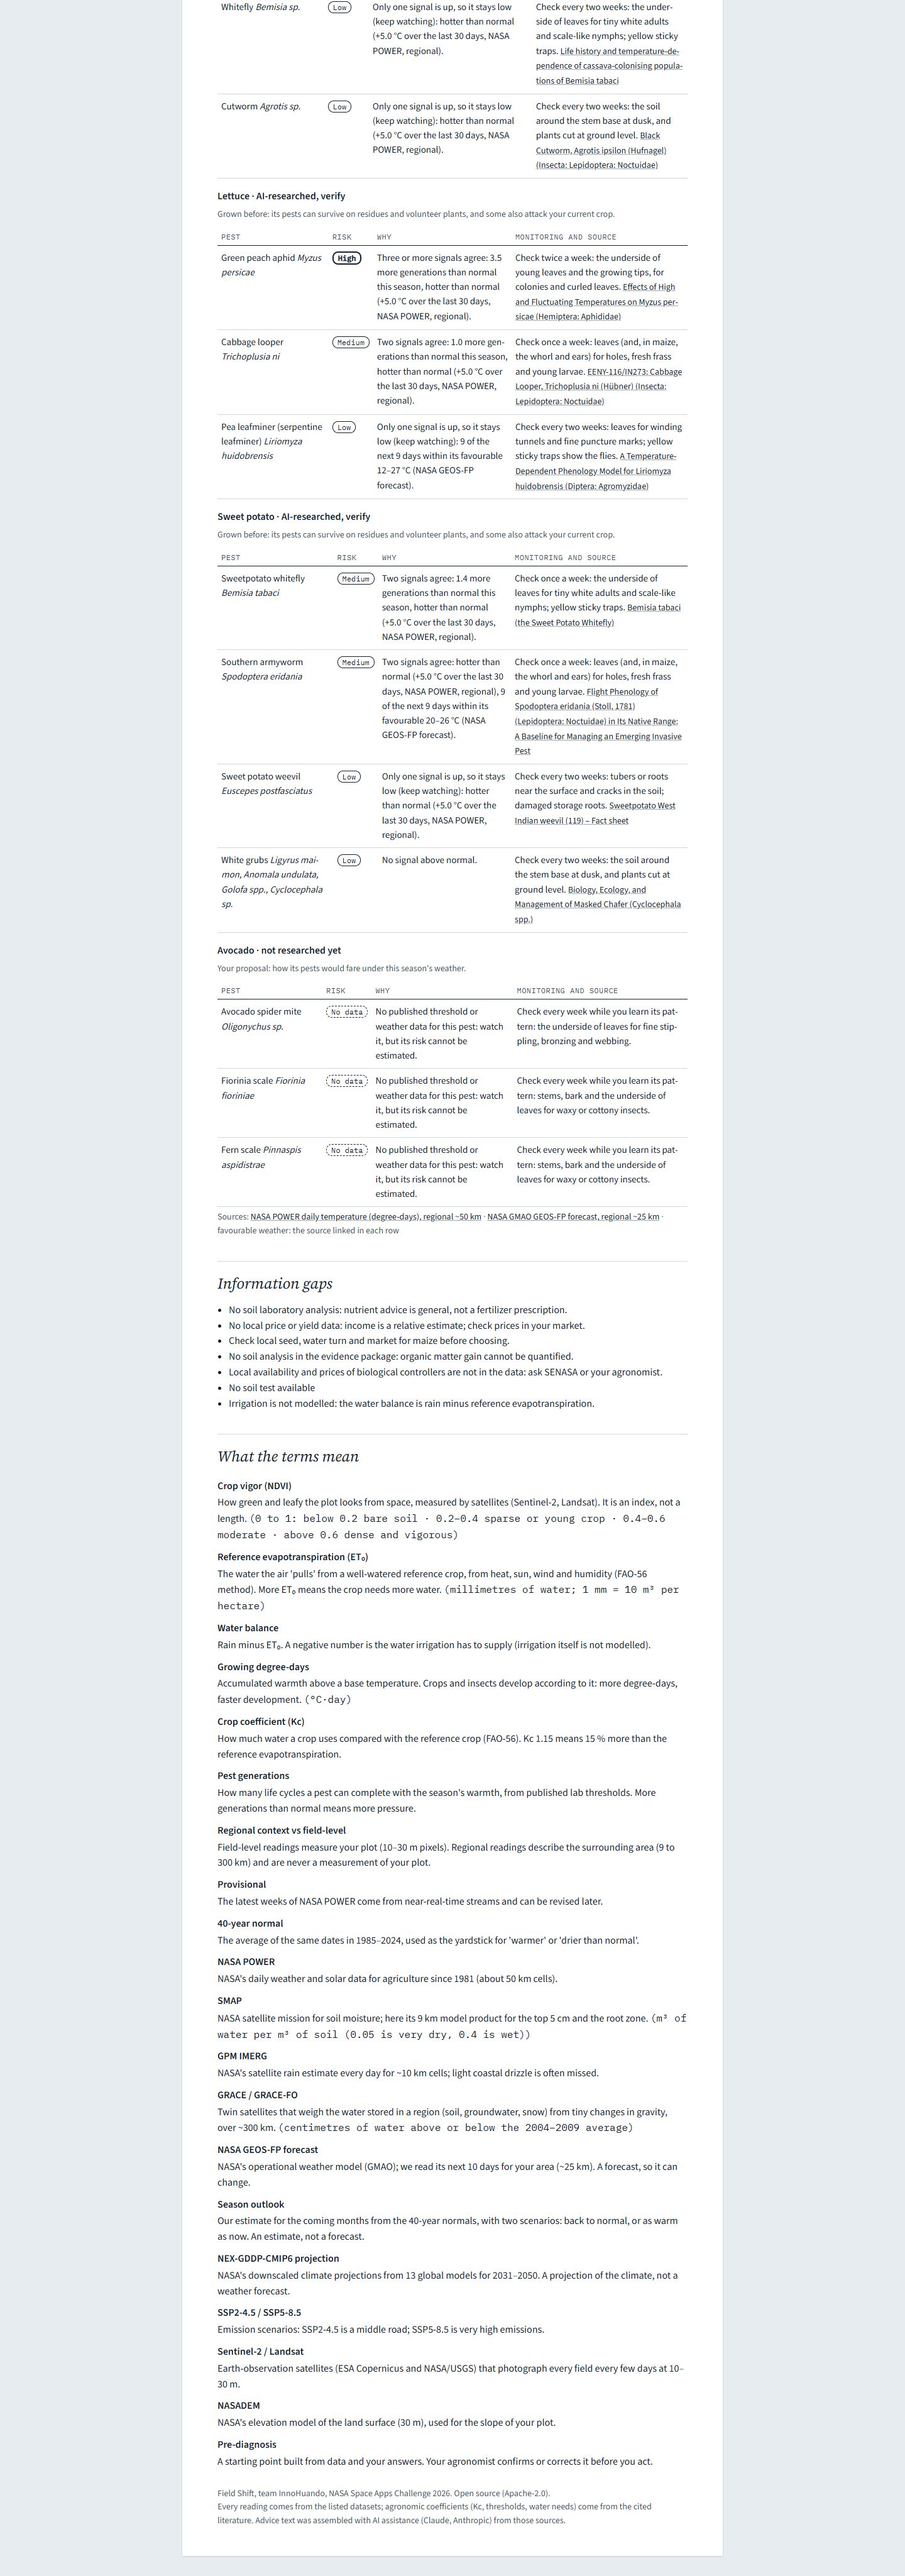 Whitefly Bemisia sp.
Low
Only one signal is up, so it stays low
(keep watching): hotter than normal
(+5.0 °C over the last 30 days, NASA
POWER, regional).
Check every two weeks: the under-
side of leaves for tiny white adults
and scale-like nymphs; yellow sticky
traps. Life history and temperature-de-
pendence of cassava-colonising popula-
tions of Bemisia tabaci
Cutworm Agrotis sp.
Low
Only one signal is up, so it stays low
(keep watching): hotter than normal
(+5.0 °C over the last 30 days, NASA
POWER, regional).
Check every two weeks: the soil
around the stem base at dusk, and
plants cut at ground level. Black
Cutworm, Agrotis ipsilon (Hufnagel)
(Insecta: Lepidoptera: Noctuidae)
Lettuce · AI-researched, verify
Grown before: its pests can survive on residues and volunteer plants, and some also attack your current crop.
PEST RISK WHY MONITORING AND SOURCE
Green peach aphid Myzus
persicae
High
Three or more signals agree: 3.5
more generations than normal
this season, hotter than normal
(+5.0 °C over the last 30 days,
NASA POWER, regional).
Check twice a week: the underside of
young leaves and the growing tips, for
colonies and curled leaves. Effects of High
and Fluctuating Temperatures on Myzus per-
sicae (Hemiptera: Aphididae)
Cabbage looper
Trichoplusia ni
Medium
Two signals agree: 1.0 more gen-
erations than normal this season,
hotter than normal (+5.0 °C over
the last 30 days, NASA POWER,
regional).
Check once a week: leaves (and, in maize,
the whorl and ears) for holes, fresh frass
and young larvae. EENY-116/IN273: Cabbage
Looper, Trichoplusia ni (Hübner) (Insecta:
Lepidoptera: Noctuidae)
Pea leafminer (serpentine
leafminer) Liriomyza
huidobrensis
Low
Only one signal is up, so it stays
low (keep watching): 9 of the
next 9 days within its favourable
12–27 °C (NASA GEOS-FP
forecast).
Check every two weeks: leaves for winding
tunnels and fine puncture marks; yellow
sticky traps show the flies. A Temperature-
Dependent Phenology Model for Liriomyza
huidobrensis (Diptera: Agromyzidae)
Sweet potato · AI-researched, verify
Grown before: its pests can survive on residues and volunteer plants, and some also attack your current crop.
PEST RISK WHY MONITORING AND SOURCE
Sweetpotato whitefly
Bemisia tabaci
Medium
Two signals agree: 1.4 more
generations than normal this
season, hotter than normal
(+5.0 °C over the last 30 days,
NASA POWER, regional).
Check once a week: the underside of
leaves for tiny white adults and scale-like
nymphs; yellow sticky traps. Bemisia tabaci
(the Sweet Potato Whitefly)
Southern armyworm
Spodoptera eridania
Medium
Two signals agree: hotter than
normal (+5.0 °C over the last 30
days, NASA POWER, regional), 9
of the next 9 days within its
favourable 20–26 °C (NASA
GEOS-FP forecast).
Check once a week: leaves (and, in maize,
the whorl and ears) for holes, fresh frass
and young larvae. Flight Phenology of
Spodoptera eridania (Stoll, 1781)
(Lepidoptera: Noctuidae) in Its Native Range:
A Baseline for Managing an Emerging Invasive
Pest
Sweet potato weevil
Euscepes postfasciatus
Low
Only one signal is up, so it stays
low (keep watching): hotter
than normal (+5.0 °C over the
last 30 days, NASA POWER,
regional).
Check every two weeks: tubers or roots
near the surface and cracks in the soil;
damaged storage roots. Sweetpotato West
Indian weevil (119) – Fact sheet
White grubs Ligyrus mai-
mon, Anomala undulata,
Golofa spp., Cyclocephala
sp.
Low
No signal above normal.
Check every two weeks: the soil around
the stem base at dusk, and plants cut at
ground level. Biology, Ecology, and
Management of Masked Chafer (Cyclocephala
spp.)
Avocado · not researched yet
Your proposal: how its pests would fare under this season's weather.
PEST RISK WHY MONITORING AND SOURCE
Avocado spider mite
Oligonychus sp.
No data
No published threshold or
weather data for this pest: watch
it, but its risk cannot be
estimated.
Check every week while you learn its pat-
tern: the underside of leaves for fine stip-
pling, bronzing and webbing.
Fiorinia scale Fiorinia
fioriniae
No data
No published threshold or
weather data for this pest: watch
it, but its risk cannot be
estimated.
Check every week while you learn its pat-
tern: stems, bark and the underside of
leaves for waxy or cottony insects.
Fern scale Pinnaspis
aspidistrae
No data
No published threshold or
weather data for this pest: watch
it, but its risk cannot be
estimated.
Check every week while you learn its pat-
tern: stems, bark and the underside of
leaves for waxy or cottony insects.
Sources: NASA POWER daily temperature (degree-days), regional ~50 km · NASA GMAO GEOS-FP forecast, regional ~25 km ·
favourable weather: the source linked in each row
Information gaps
• No soil laboratory analysis: nutrient advice is general, not a fertilizer prescription.
• No local price or yield data: income is a relative estimate; check prices in your market.
• Check local seed, water turn and market for maize before choosing.
• No soil analysis in the evidence package: organic matter gain cannot be quantified.
• Local availability and prices of biological controllers are not in the data: ask SENASA or your agronomist.
• No soil test available
• Irrigation is not modelled: the water balance is rain minus reference evapotranspiration.
What the terms mean
Crop vigor (NDVI)
How green and leafy the plot looks from space, measured by satellites (Sentinel-2, Landsat). It is an index, not a
length. (0 to 1: below 0.2 bare soil · 0.2–0.4 sparse or young crop · 0.4–0.6
moderate · above 0.6 dense and vigorous)
Reference evapotranspiration (ET₀)
The water the air 'pulls' from a well-watered reference crop, from heat, sun, wind and humidity (FAO-56
method). More ET₀ means the crop needs more water. (millimetres of water; 1 mm = 10 m³ per
hectare)
Water balance
Rain minus ET₀. A negative number is the water irrigation has to supply (irrigation itself is not modelled).
Growing degree-days
Accumulated warmth above a base temperature. Crops and insects develop according to it: more degree-days,
faster development. (°C·day)
Crop coefficient (Kc)
How much water a crop uses compared with the reference crop (FAO-56). Kc 1.15 means 15 % more than the
reference evapotranspiration.
Pest generations
How many life cycles a pest can complete with the season's warmth, from published lab thresholds. More
generations than normal means more pressure.
Regional context vs field-level
Field-level readings measure your plot (10–30 m pixels). Regional readings describe the surrounding area (9 to
300 km) and are never a measurement of your plot.
Provisional
The latest weeks of NASA POWER come from near-real-time streams and can be revised later.
40-year normal
The average of the same dates in 1985–2024, used as the yardstick for 'warmer' or 'drier than normal'.
NASA POWER
NASA's daily weather and solar data for agriculture since 1981 (about 50 km cells).
SMAP
NASA satellite mission for soil moisture; here its 9 km model product for the top 5 cm and the root zone. (m³ of
water per m³ of soil (0.05 is very dry, 0.4 is wet))
GPM IMERG
NASA's satellite rain estimate every day for ~10 km cells; light coastal drizzle is often missed.
GRACE / GRACE-FO
Twin satellites that weigh the water stored in a region (soil, groundwater, snow) from tiny changes in gravity,
over ~300 km. (centimetres of water above or below the 2004–2009 average)
NASA GEOS-FP forecast
NASA's operational weather model (GMAO); we read its next 10 days for your area (~25 km). A forecast, so it can
change.
Season outlook
Our estimate for the coming months from the 40-year normals, with two scenarios: back to normal, or as warm
as now. An estimate, not a forecast.
NEX-GDDP-CMIP6 projection
NASA's downscaled climate projections from 13 global models for 2031–2050. A projection of the climate, not a
weather forecast.
SSP2-4.5 / SSP5-8.5
Emission scenarios: SSP2-4.5 is a middle road; SSP5-8.5 is very high emissions.
Sentinel-2 / Landsat
Earth-observation satellites (ESA Copernicus and NASA/USGS) that photograph every field every few days at 10–
30 m.
NASADEM
NASA's elevation model of the land surface (30 m), used for the slope of your plot.
Pre-diagnosis
A starting point built from data and your answers. Your agronomist confirms or corrects it before you act.
Field Shift, team InnoHuando, NASA Space Apps Challenge 2026. Open source (Apache-2.0).
Every reading comes from the listed datasets; agronomic coefficients (Kc, thresholds, water needs) come from the cited
literature. Advice text was assembled with AI assistance (Claude, Anthropic) from those sources.